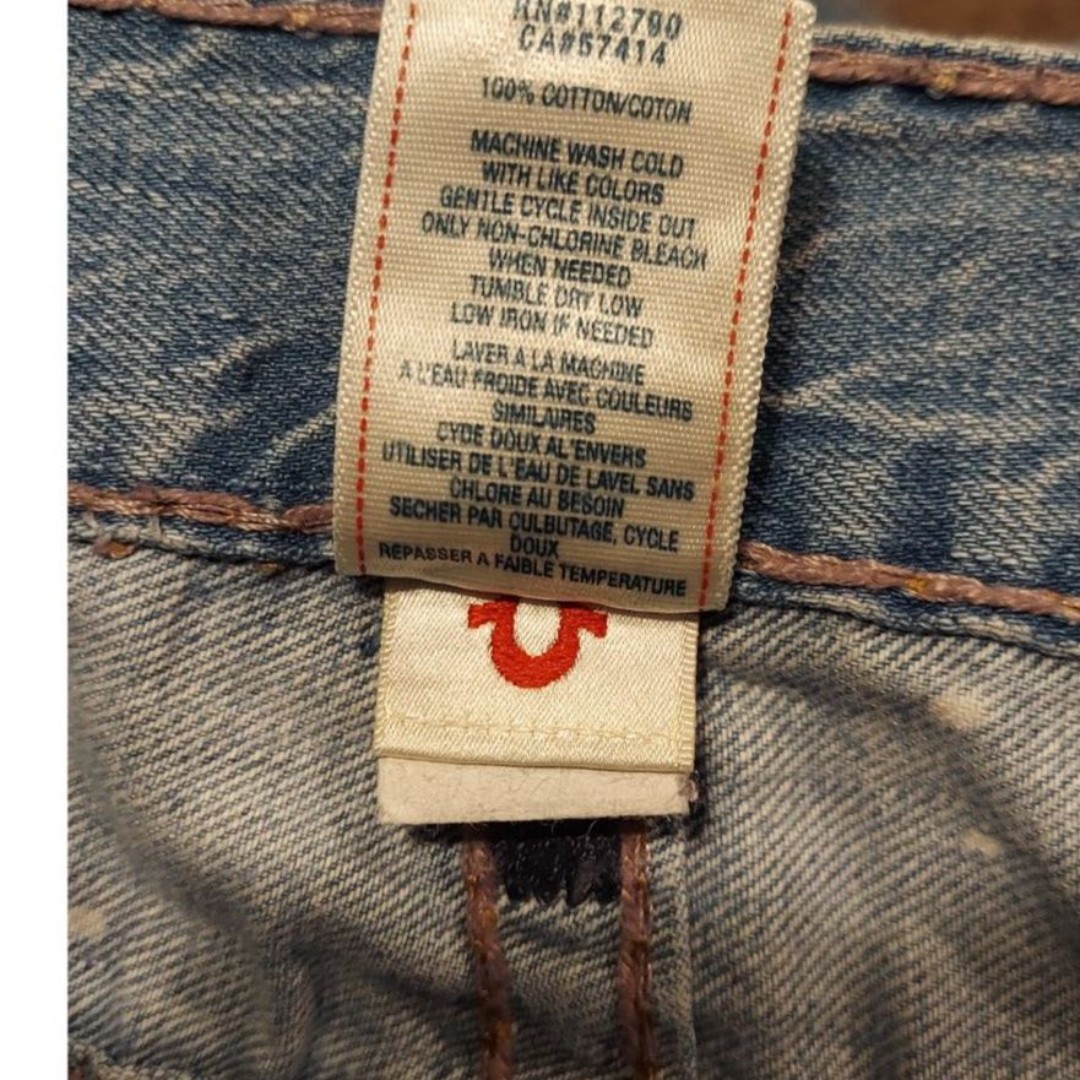 RN#112790
CA#57414
100% COTTON/COTON
MACHINE WASH COLD
WITH LIKE COLORS
GENTLE CYCLE INSIDE OUT
ONLY NON-CHLORINE BLEACH
WHEN NEEDED
TUMBLE DRY LOW
LOW IRON IF NEEDED
LAVER A LA MACHINE
A L'EAU FROIDE AVEC COULEURS
SIMILAIRES
CYDE DOUX AL'ENVERS
UTILISER DE L'EAU DE LAVEL SANS
CHLORE AU BESOIN
SECHER PAR CULBUTAGE, CYCLE
DOUX
REPASSER A FAIBLE TEMPERATURE